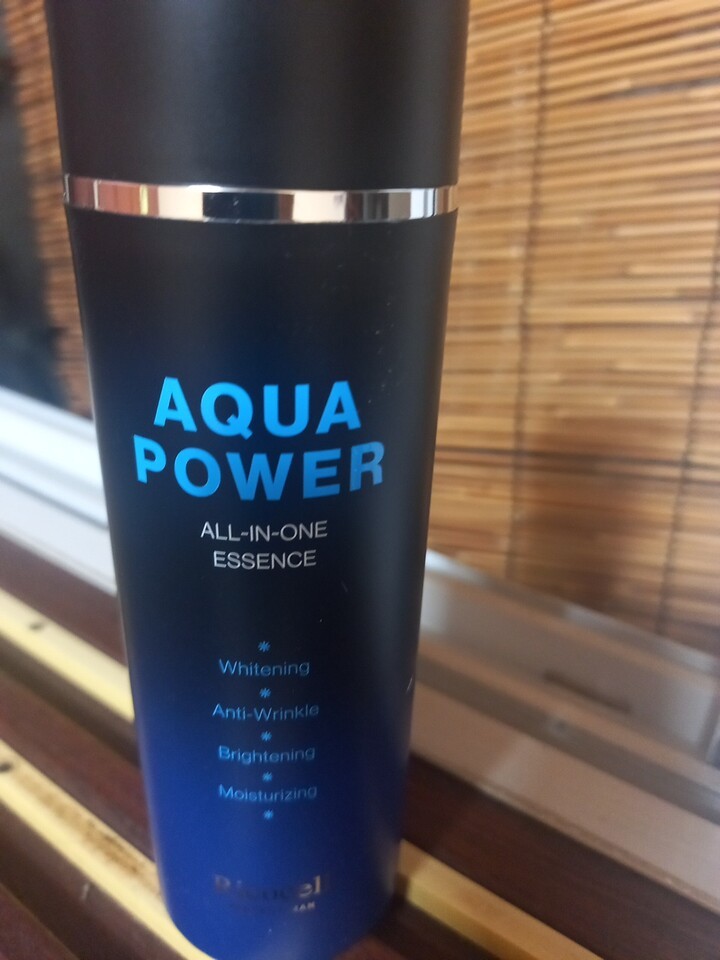 AQUA
POWER
ALL-IN-ONE
ESSENCE
Whitening
Anti-Wrinkle
Brightening
Moisturizing